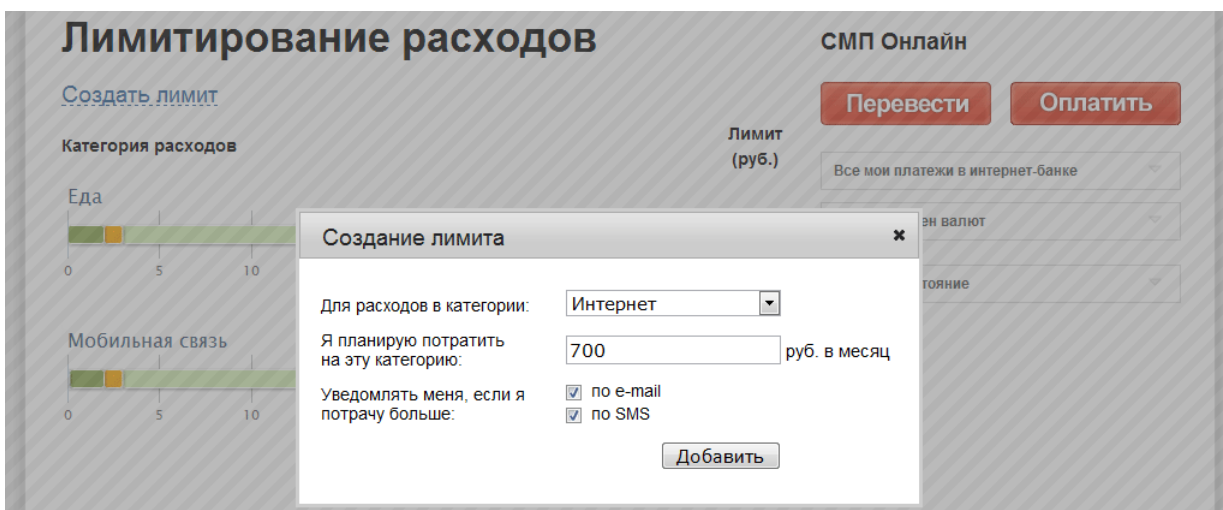 Лимитирование расходов
СМП Онлайн
Создать лимит
Перевести
Оплатить
Категория расходов
Лимит
(руб.)
Все мои платежи в интернет-банке
Еда
0 5 10
ен валют
тояние
Создание лимита
Для расходов в категории:
Интернет
Я планирую потратить
на эту категорию:
700
руб. в месяц
Уведомлять меня, если я
потрачу больше:
по e-mail
по SMS
Добавить
Мобильная связь
0 5 10